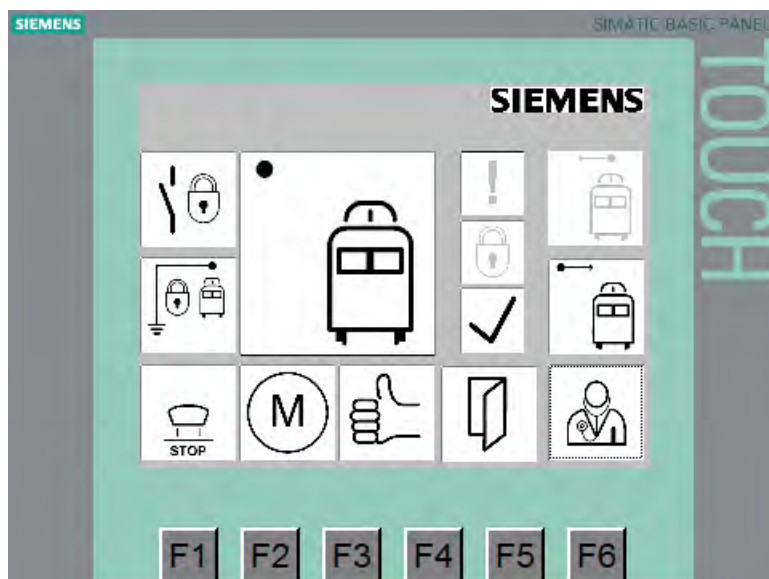 SIEMENS
SIMATIC BASIC PANEL
TOUCH
SIEMENS
STOP
M
F1 F2 F3 F4 F5 F6